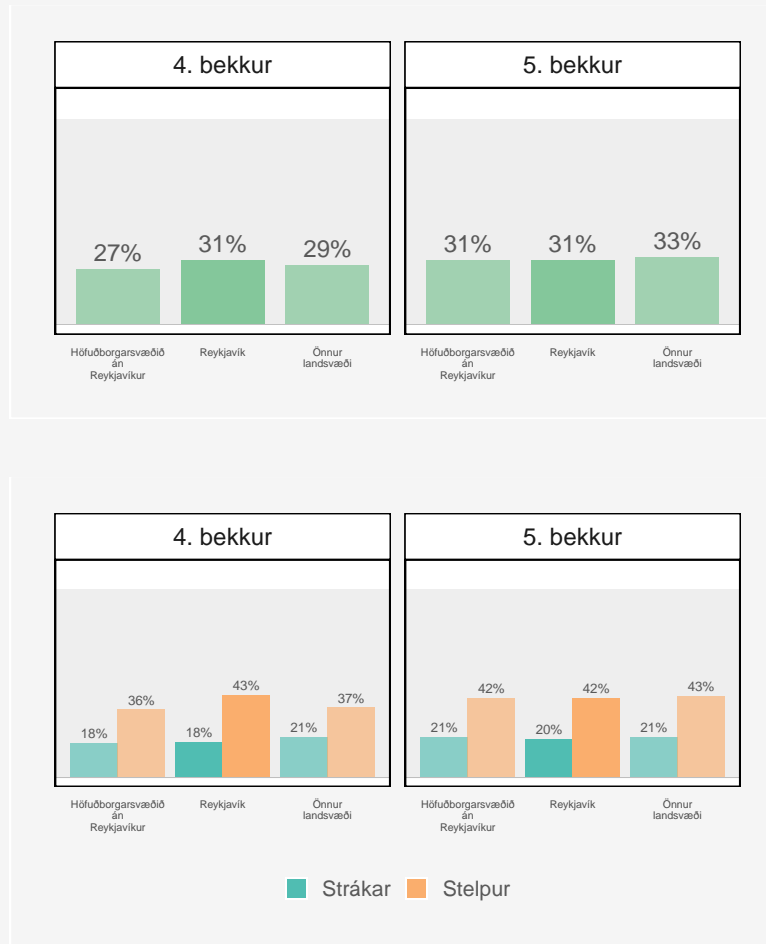 4. bekkur
5. bekkur
27%
31%
29%
31%
31%
33%
Höfuðborgarsvæðið
án
Reykjavíkur
Reykjavík
Önnur
landsvæði
Höfuðborgarsvæðið
án
Reykjavíkur
Reykjavík
Önnur
landsvæði
4. bekkur
5. bekkur
18%
36%
18%
43%
21%
37%
21%
42%
20%
42%
21%
43%
Höfuðborgarsvæðið
án
Reykjavíkur
Reykjavík
Önnur
landsvæði
Höfuðborgarsvæðið
án
Reykjavíkur
Reykjavík
Önnur
landsvæði
Strákar
Stelpur